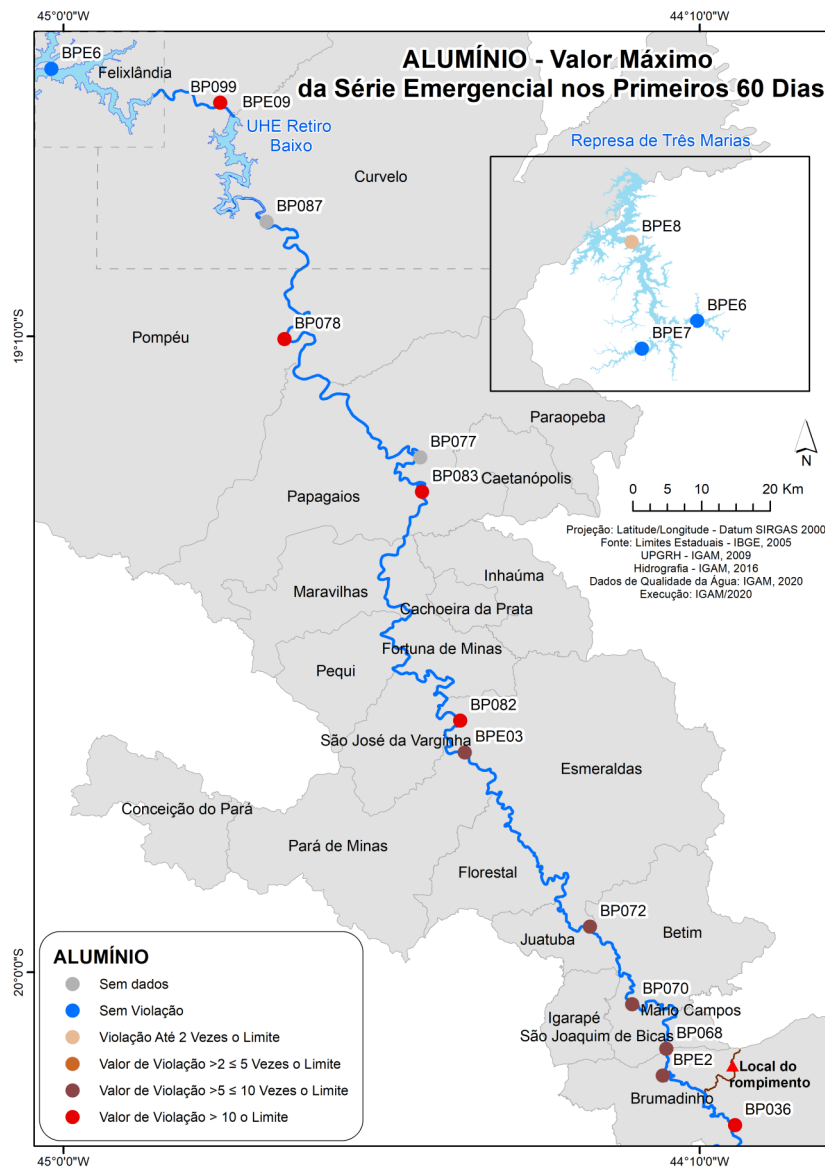 45°0'0"W
44°10'0"W
ALUMÍNIO - Valor Máximo
da Série Emergencial nos Primeiros 60 Dias
BPE6
Felixlândia
BP099
BPE09
UHE Retiro
Baixo
Represa de Três Marias
Curvelo
BP087
BPE8
BPE6
BPE7
BP078
Pompéu
19°10'0"S
Paraopeba
BP077
Caetanópolis
BP083
Papagaios
N
0 5 10 20 Km
Projeção: Latitude/Longitude - Datum SIRGAS 2000
Fonte: Limites Estaduais - IBGE, 2005
UPGRH - IGAM, 2009
Hidrografia - IGAM, 2016
Dados de Qualidade da Água: IGAM, 2020
Execução: IGAM/2020
Inhaúma
Maravilhas
Cachoeira da Prata
Fortuna de Minas
Pequi
BP082
São José da Varginha
BPE03
Esmeraldas
Conceição do Pará
Pará de Minas
Florestal
BP072
Juatuba
Betim
20°0'0"S
BP070
Mário Campos
Igarapé
São Joaquim de Bicas
BP068
BPE2
Local do
rompimento
Brumadinho
BP036
ALUMÍNIO
Sem dados
Sem Violação
Violação Até 2 Vezes o Limite
Valor de Violação >2 ≤ 5 Vezes o Limite
Valor de Violação >5 ≤ 10 Vezes o Limite
Valor de Violação > 10 o Limite
45°0'0"W
44°10'0"W